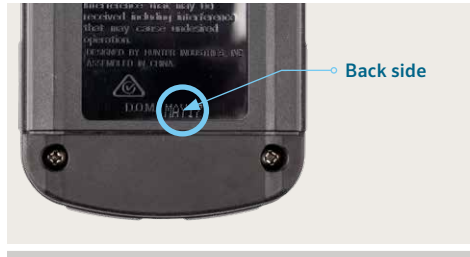 interference that may be
received including interference
that may cause undesired
operation.
DESIGNED BY HUNTER INDUSTRIES, INC
ASSEMBLED IN CHINA.
D.O.M.
Back side